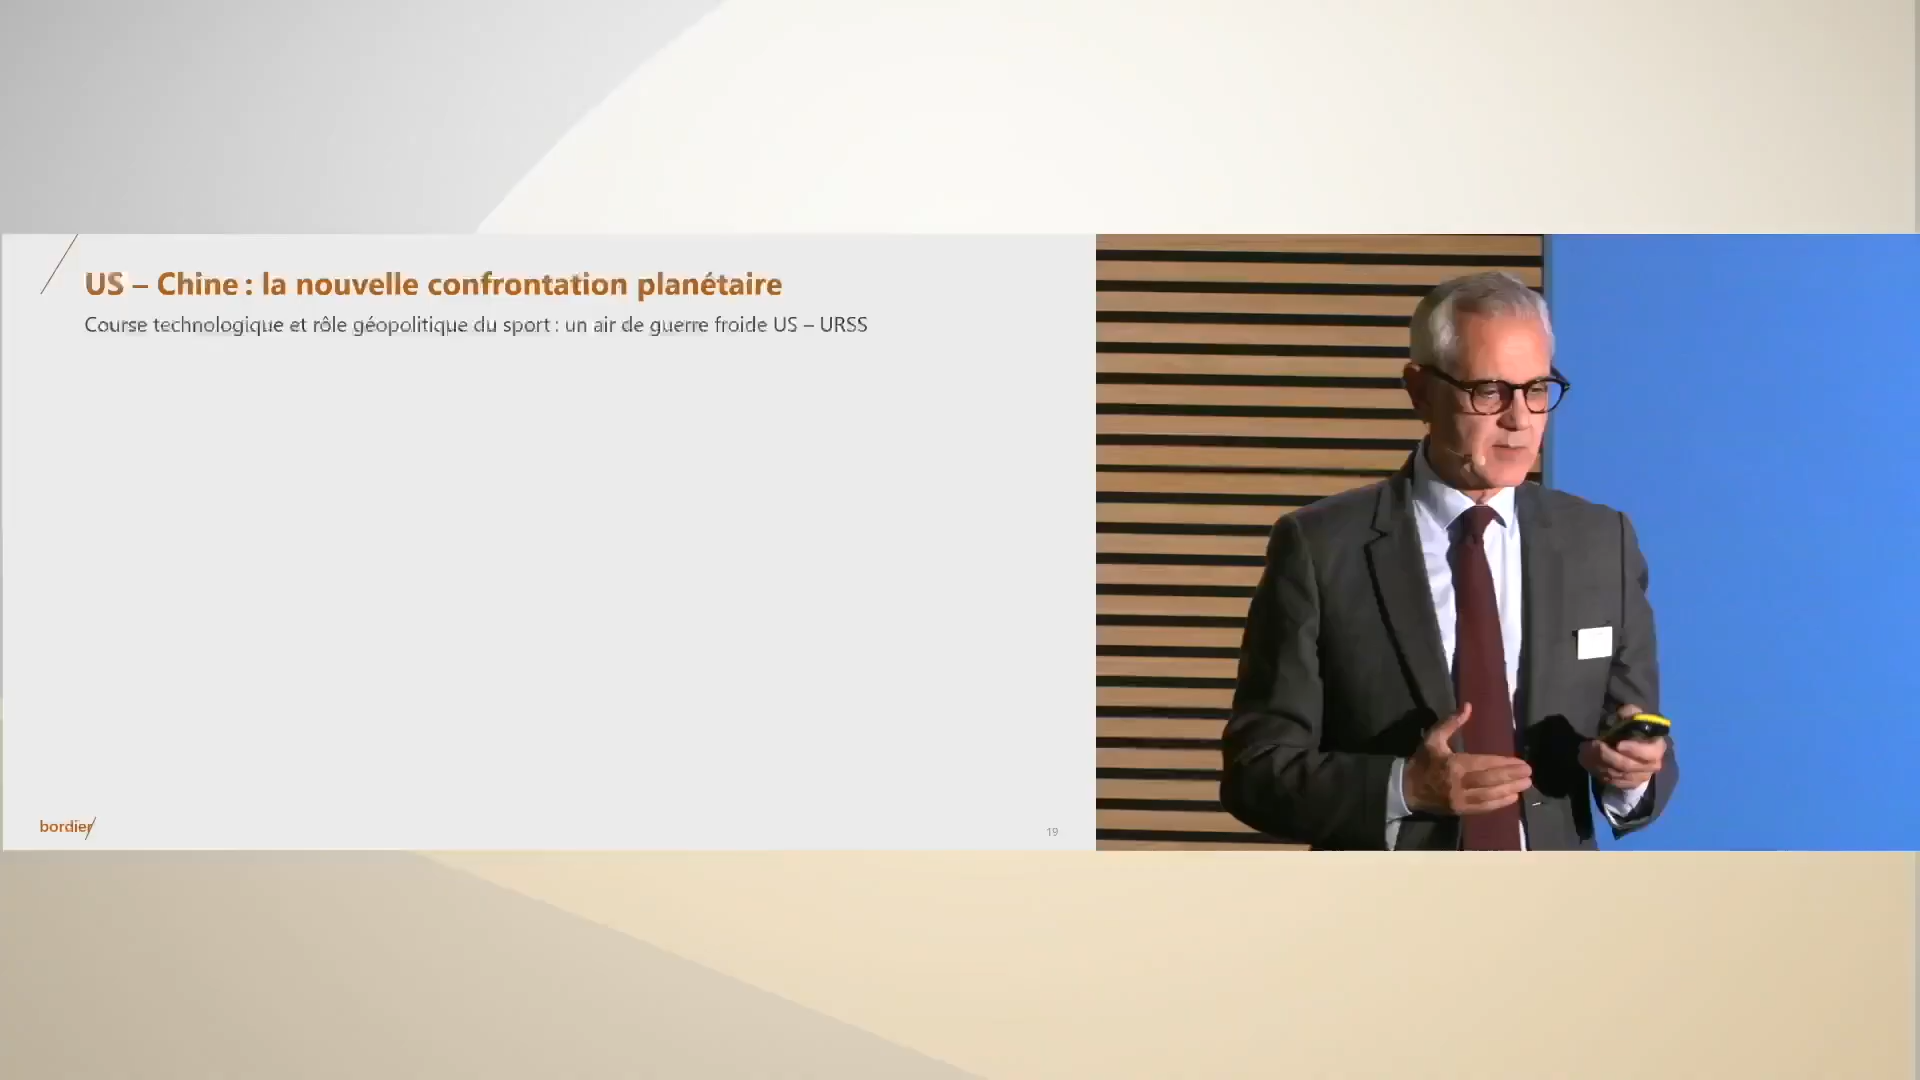 US – Chine : la nouvelle confrontation planétaire
Course technologique et rôle géopolitique du sport : un air de guerre froide US – URSS
bordier
19